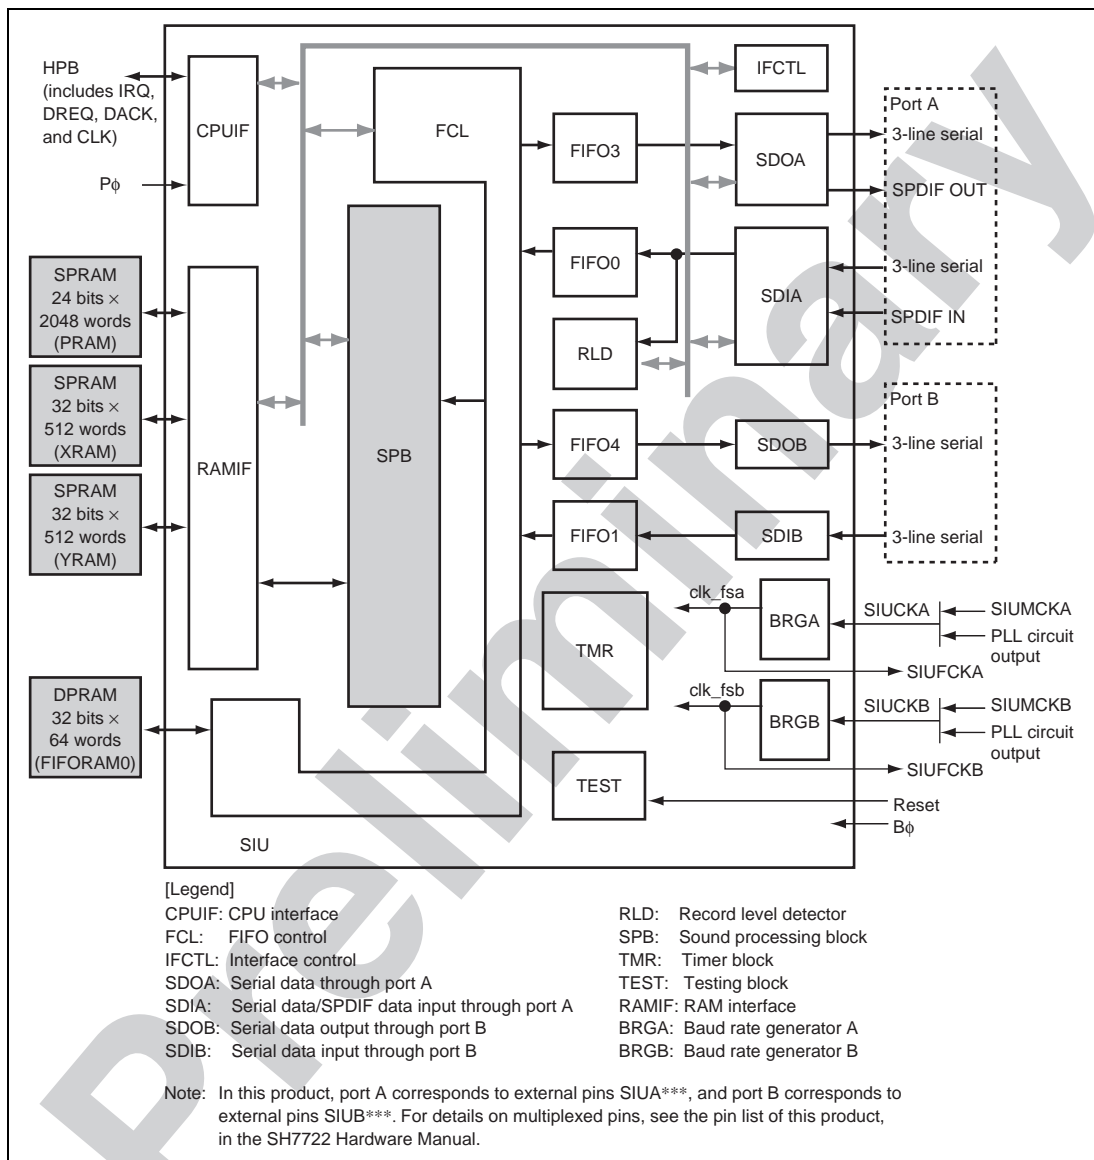 HPB
(includes IRQ,
DREQ, DACK,
and CLK)
Pϕ
CPUIF
FCL
IFCTL
FIFO3
SDOA
Port A
3-line serial
SPDIF OUT
FIFO0
SDIA
3-line serial
SPDIF IN
RLD
SPRAM
24 bits ×
2048 words
(PRAM)
SPRAM
32 bits ×
512 words
(XRAM)
SPRAM
32 bits ×
512 words
(YRAM)
RAMIF
SPB
FIFO4
SDOB
Port B
3-line serial
FIFO1
SDIB
3-line serial
TMR
clk_fsa
BRGA
SIUCKA
SIUMCKA
PLL circuit
output
SIUFCKA
clk_fsb
BRGB
SIUCKB
SIUMCKB
PLL circuit
output
SIUFCKB
DPRAM
32 bits ×
64 words
(FIFORAM0)
TEST
Reset
Bϕ
SIU
[Legend]
CPUIF: CPU interface
FCL: FIFO control
IFCTL: Interface control
SDOA: Serial data through port A
SDIA: Serial data/SPDIF data input through port A
SDOB: Serial data output through port B
SDIB: Serial data input through port B
RLD: Record level detector
SPB: Sound processing block
TMR: Timer block
TEST: Testing block
RAMIF: RAM interface
BRGA: Baud rate generator A
BRGB: Baud rate generator B
Note: In this product, port A corresponds to external pins SIUA***, and port B corresponds to
external pins SIUB***. For details on multiplexed pins, see the pin list of this product,
in the SH7722 Hardware Manual.
Preliminary